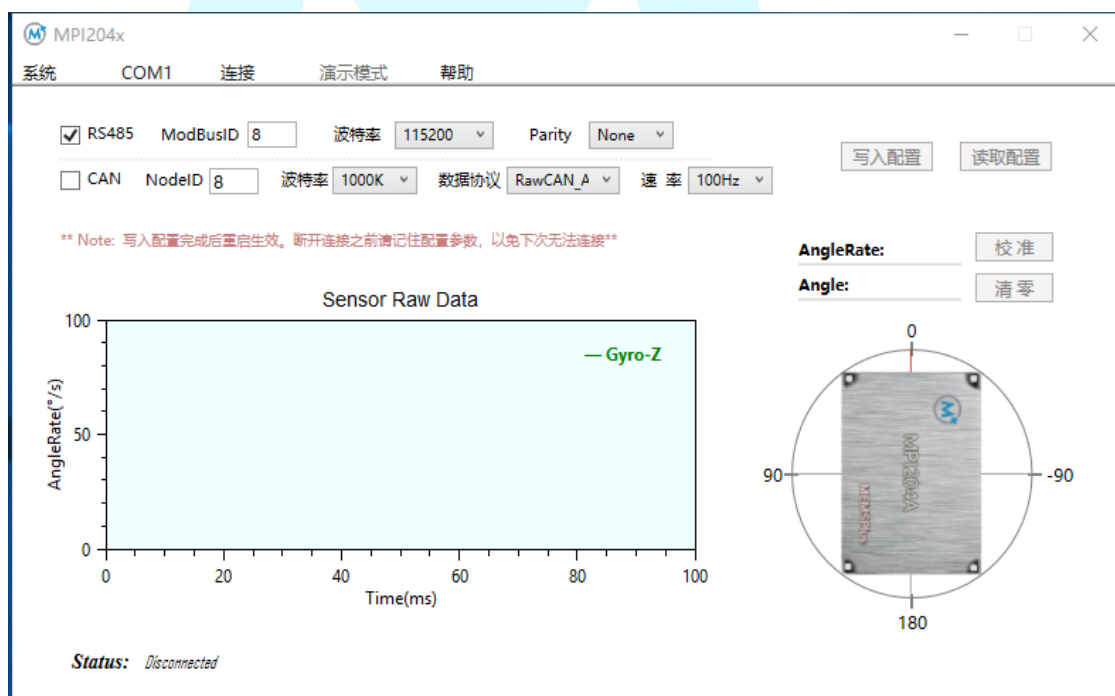 MPI204x
系统 COM1 连接 演示模式 帮助
RS485 ModBusID 8 波特率 115200 Parity None
写入配置 读取配置
CAN NodeID 8 波特率 1000K 数据协议 RawCAN_A 速 率 100Hz
** Note: 写入配置完成后重启生效。断开连接之前请记住配置参数，以免下次无法连接**
AngleRate: 校 准
Angle: 清 零
Sensor Raw Data
Gyro-Z
AngleRate(°/s)
100
50
0
0 20 40 60 80 100
Time(ms)
0
90
-90
180
MPI204A
MEMSPlus
Status: Disconnected